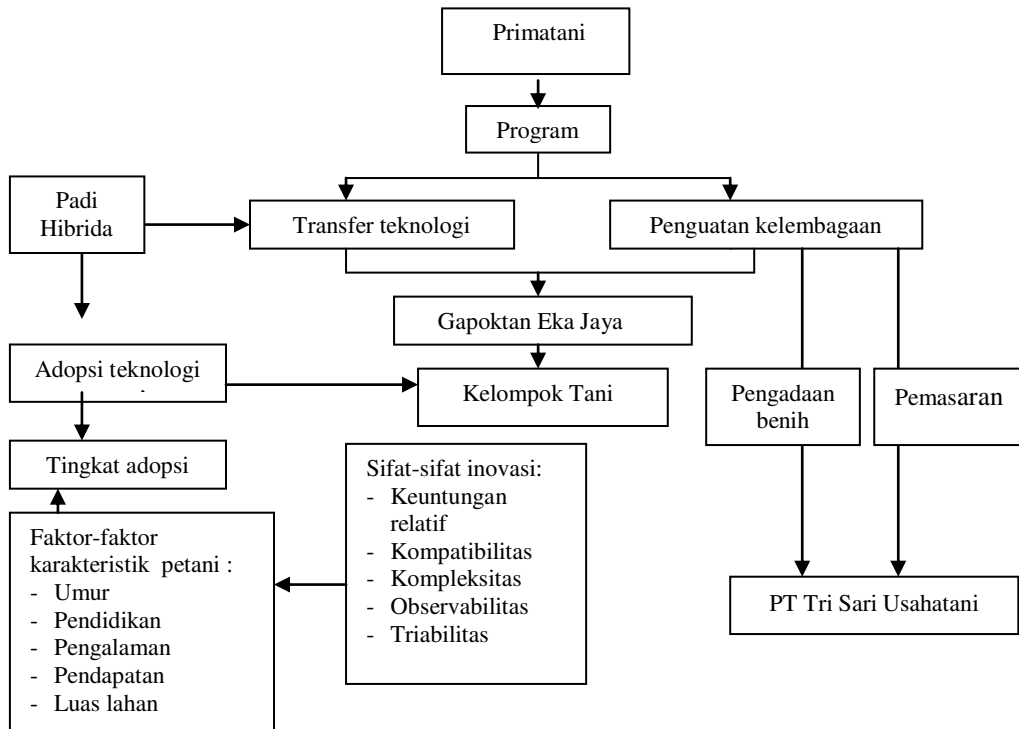 Primatani
Program
Padi
Hibrida
Transfer teknologi
Penguatan kelembagaan
Gapoktan Eka Jaya
Adopsi teknologi
Kelompok Tani
Pengadaan
benih
Pemasaran
Tingkat adopsi
Sifat-sifat inovasi:
- Keuntungan
relatif
- Kompatibilitas
- Kompleksitas
- Observabilitas
- Triabilitas
Faktor-faktor
karakteristik petani :
- Umur
- Pendidikan
- Pengalaman
- Pendapatan
- Luas lahan
PT Tri Sari Usahatani